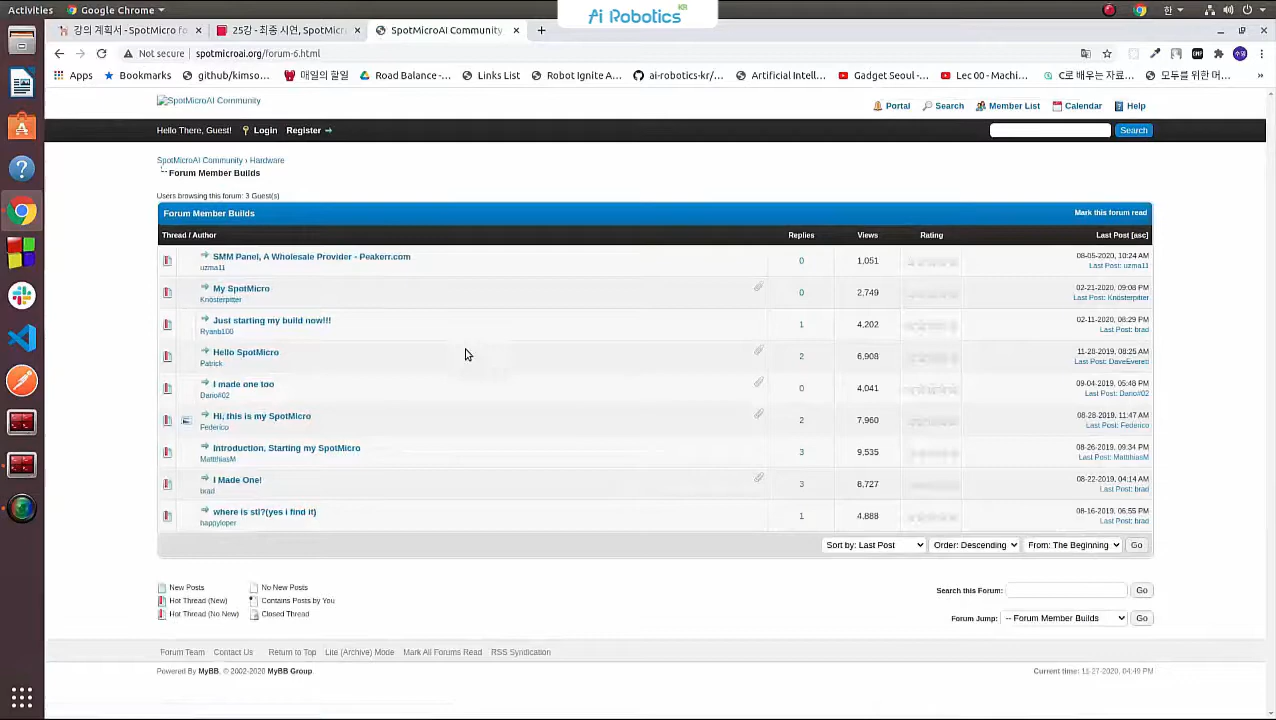 Activities
Google Chrome
Ai Robotics KR
한
강의 계획서 - SpotMicro fo
25강 - 최종 시연, SpotMicr
SpotMicroAI Community
Not secure
spotmicroai.org/forum-6.html
수영
Apps
Bookmarks
github/kimso...
매일의 할일
Road Balance -...
Links List
Robot Ignite A...
ai-robotics-kr/...
Artificial Intell...
Gadget Seoul -...
Lec 00 - Machi...
C로 배우는 자료...
모두를 위한 머...
SpotMicroAI Community
Portal
Search
Member List
Calendar
Help
Hello There, Guest!
Login
Register
Search
SpotMicroAI Community › Hardware
Forum Member Builds
Users browsing this forum: 3 Guest(s)
Forum Member Builds
Mark this forum read
Thread / Author
Replies
Views
Rating
Last Post [asc]
SMM Panel, A Wholesale Provider - Peakerr.com
uzma11
0
1,051
08-05-2020, 10:24 AM
Last Post: uzma11
My SpotMicro
Knösterpitter
0
2,749
02-21-2020, 09:08 PM
Last Post: Knösterpitter
Just starting my build now!!!
Ryanb100
1
4,202
02-11-2020, 08:29 PM
Last Post: brad
Hello SpotMicro
Patrick
2
6,908
11-28-2019, 08:25 AM
Last Post: DaveEverett
I made one too
Dario#02
0
4,041
09-04-2019, 05:48 PM
Last Post: Dario#02
Hi, this is my SpotMicro
Federico
2
7,960
08-28-2019, 11:47 AM
Last Post: Federico
Introduction, Starting my SpotMicro
MattthiasM
3
9,535
08-26-2019, 09:34 PM
Last Post: MattthiasM
I Made One!
brad
3
8,727
08-22-2019, 04:14 AM
Last Post: brad
where is stl?(yes i find it)
happyloper
1
4,888
08-16-2019, 06:55 PM
Last Post: brad
Sort by: Last Post
Order: Descending
From: The Beginning
Go
New Posts
No New Posts
Hot Thread (New)
Contains Posts by You
Hot Thread (No New)
Closed Thread
Search this Forum:
Go
Forum Jump:
-- Forum Member Builds
Go
Forum Team
Contact Us
Return to Top
Lite (Archive) Mode
Mark All Forums Read
RSS Syndication
Powered By MyBB, © 2002-2020 MyBB Group.
Current time: 11-27-2020, 04:49 PM